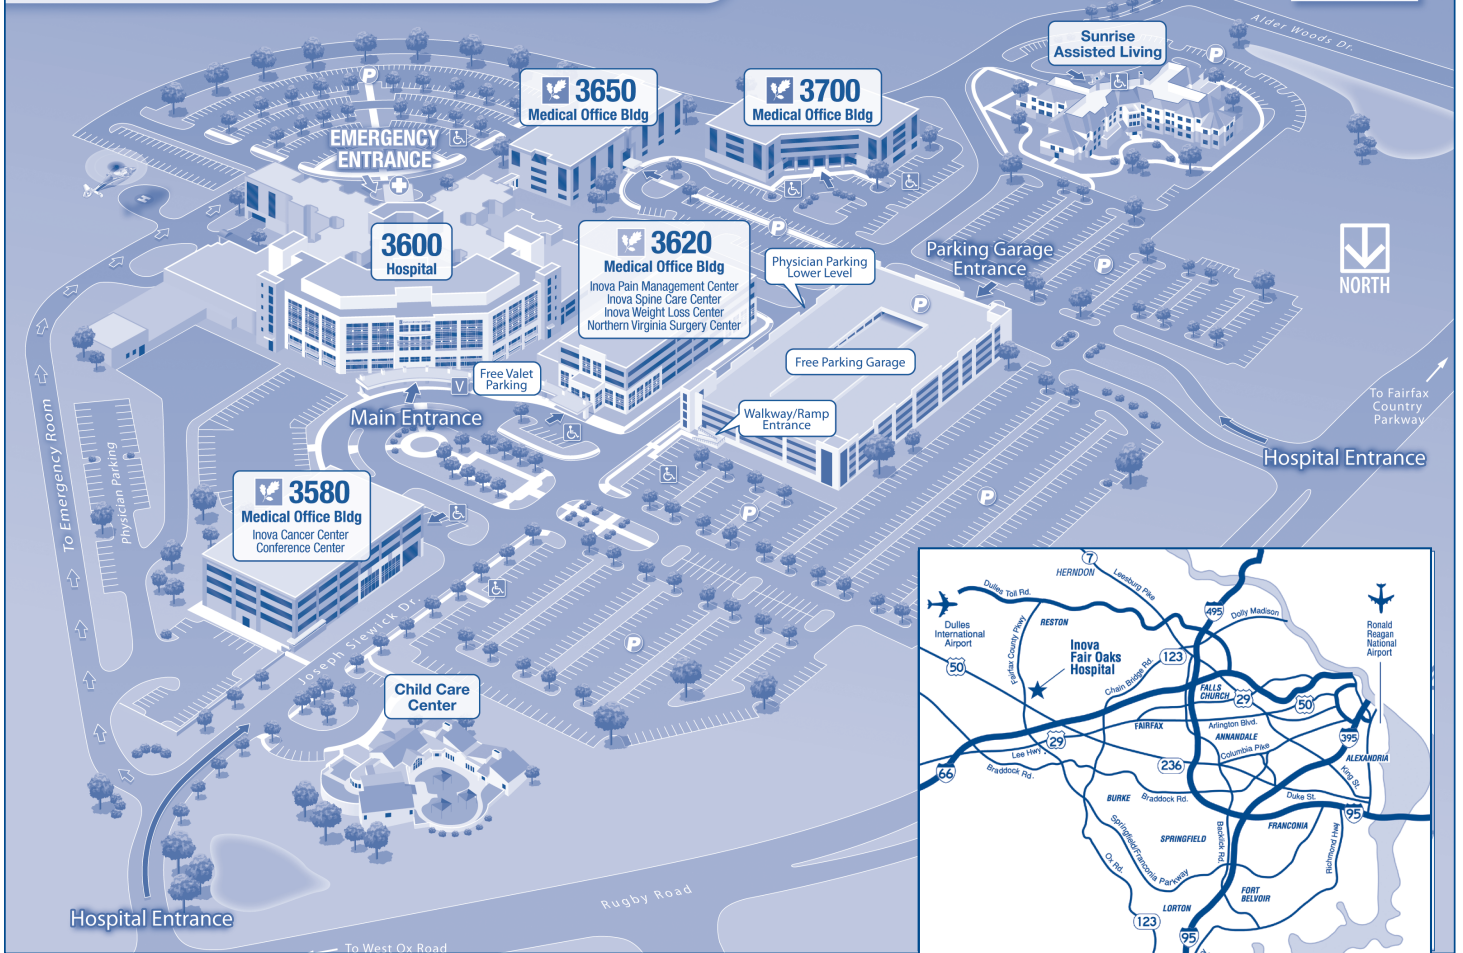 Alder Woods Dr.
Sunrise
Assisted Living
P
P
3650
Medical Office Bldg
3700
Medical Office Bldg
EMERGENCY
ENTRANCE
H
3600
Hospital
3620
Medical Office Bldg
Inova Pain Management Center
Inova Spine Care Center
Inova Weight Loss Center
Northern Virginia Surgery Center
P
Physician Parking
Lower Level
Parking Garage
Entrance
P
P
NORTH
Free Parking Garage
Free Valet
Parking
V
Main Entrance
Walkway/Ramp
Entrance
To Fairfax
Country
Parkway
Hospital Entrance
To Emergency Room
Physician Parking
3580
Medical Office Bldg
Inova Cancer Center
Conference Center
P
P
P
Joseph Siewick Dr.
Child Care
Center
Hospital Entrance
Rugby Road
To West Ox Road
7
HERNDON
Leesburg Pike
Dulles Toll Rd.
495
Dolly Madison
Dulles
International
Airport
Ronald
Reagan
National
Airport
RESTON
Fairfax County Pkwy
Inova
Fair Oaks
Hospital
50
123
Chain Bridge Rd.
FALLS
CHURCH
29
50
FAIRFAX
Arlington Blvd.
ANNANDALE
29
Lee Hwy.
395
Columbia Pike
236
ALEXANDRIA
66
Braddock Rd.
King St.
BURKE
Braddock Rd.
Duke St.
95
Springfield/Franconia Parkway
SPRINGFIELD
Backlick Rd.
FRANCONIA
Richmond Hwy
Ox Rd.
FORT
BELVOIR
LORTON
123
95